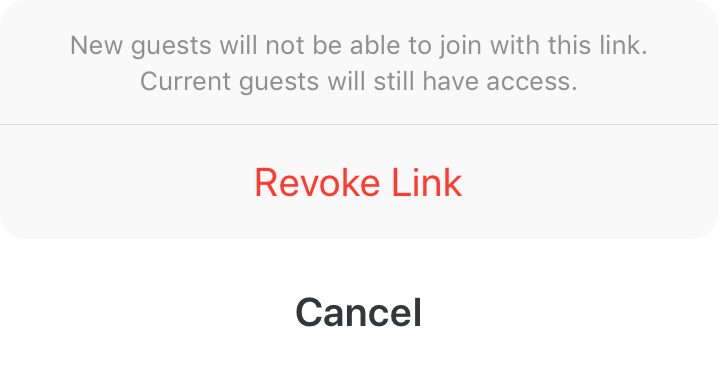 New guests will not be able to join with this link.
Current guests will still have access.
Revoke Link
Cancel